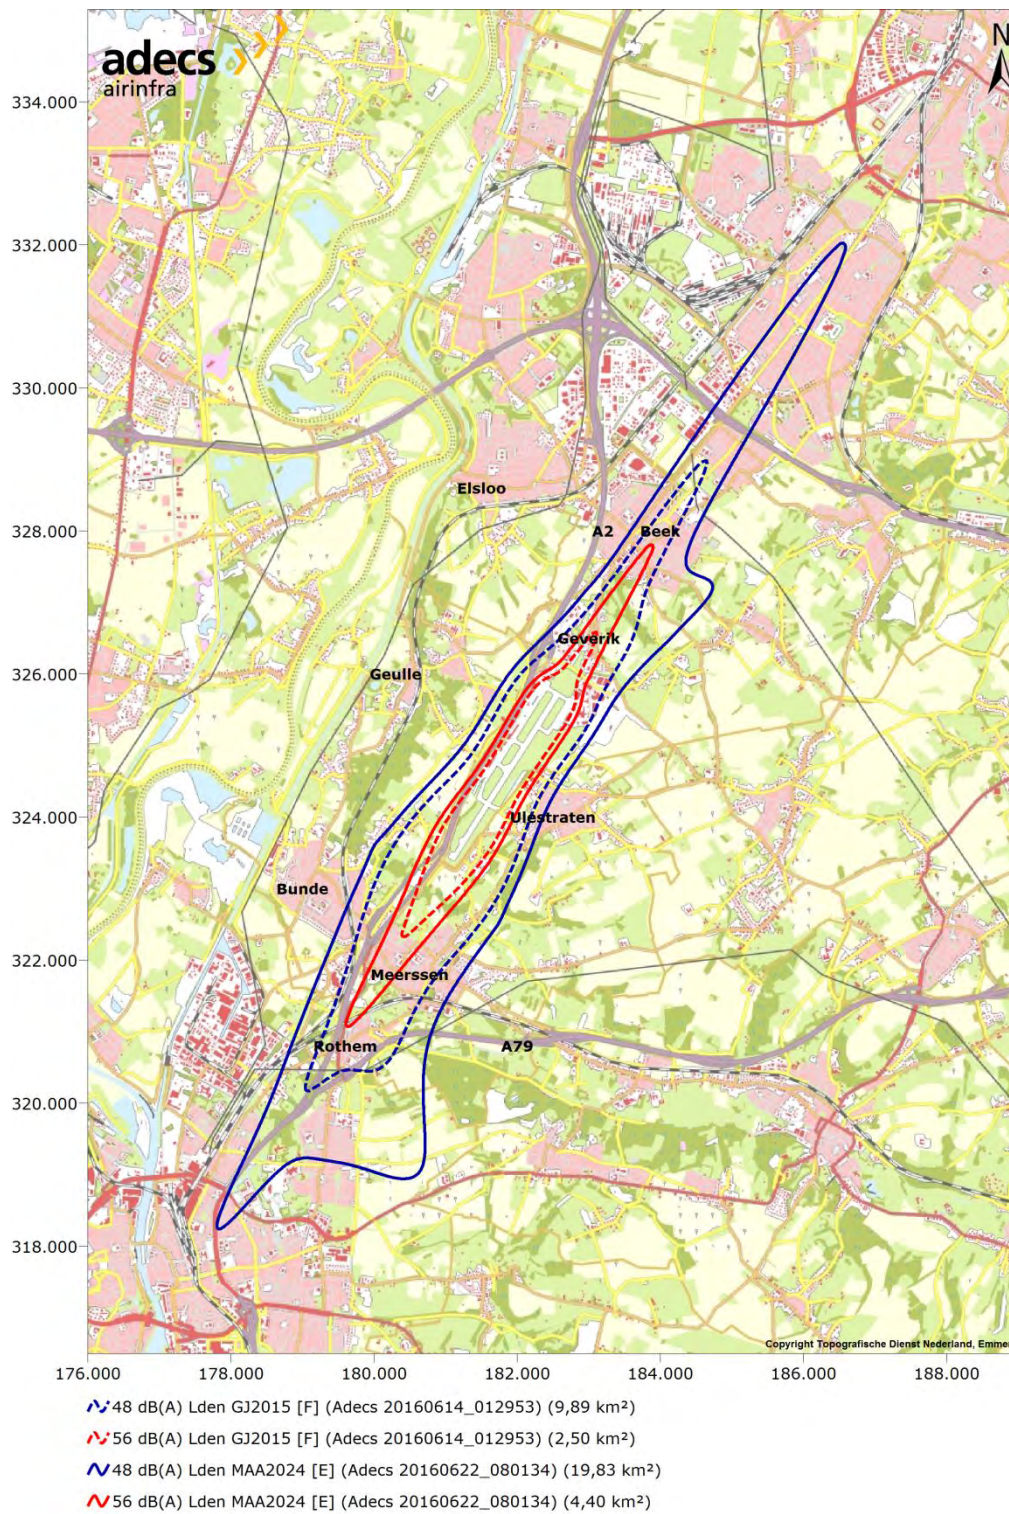 adecs
airinfra
N
334.000
332.000
330.000
328.000
326.000
324.000
322.000
320.000
318.000
Elsloo
A2 Beek
Geverik
Geulle
Ulestraten
Bunde
Meerssen
Rothem A79
Copyright Topografische Dienst Nederland, Emme
176.000 178.000 180.000 182.000 184.000 186.000 188.000
48 dB(A) Lden GJ2015 [F] (Adecs 20160614_012953) (9,89 km²)
56 dB(A) Lden GJ2015 [F] (Adecs 20160614_012953) (2,50 km²)
48 dB(A) Lden MAA2024 [E] (Adecs 20160622_080134) (19,83 km²)
56 dB(A) Lden MAA2024 [E] (Adecs 20160622_080134) (4,40 km²)